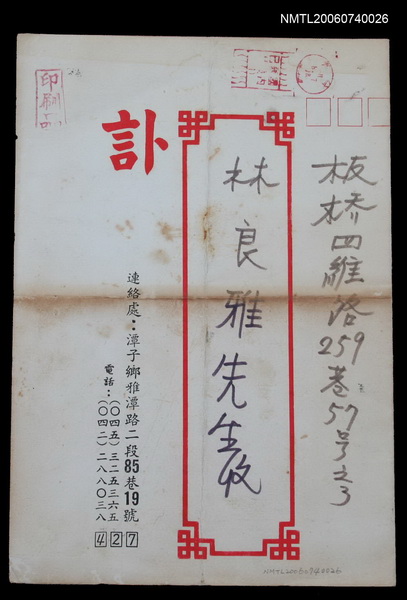 NMTL20060740026
板橋四維路259巷57号之3
林良雅先生收
訃
印刷品
連絡處：潭子鄉雅潭路二段85巷19號
電話：（〇四五）三二五三六五
（〇四二）二八八〇三八
427
NMTL20060740026